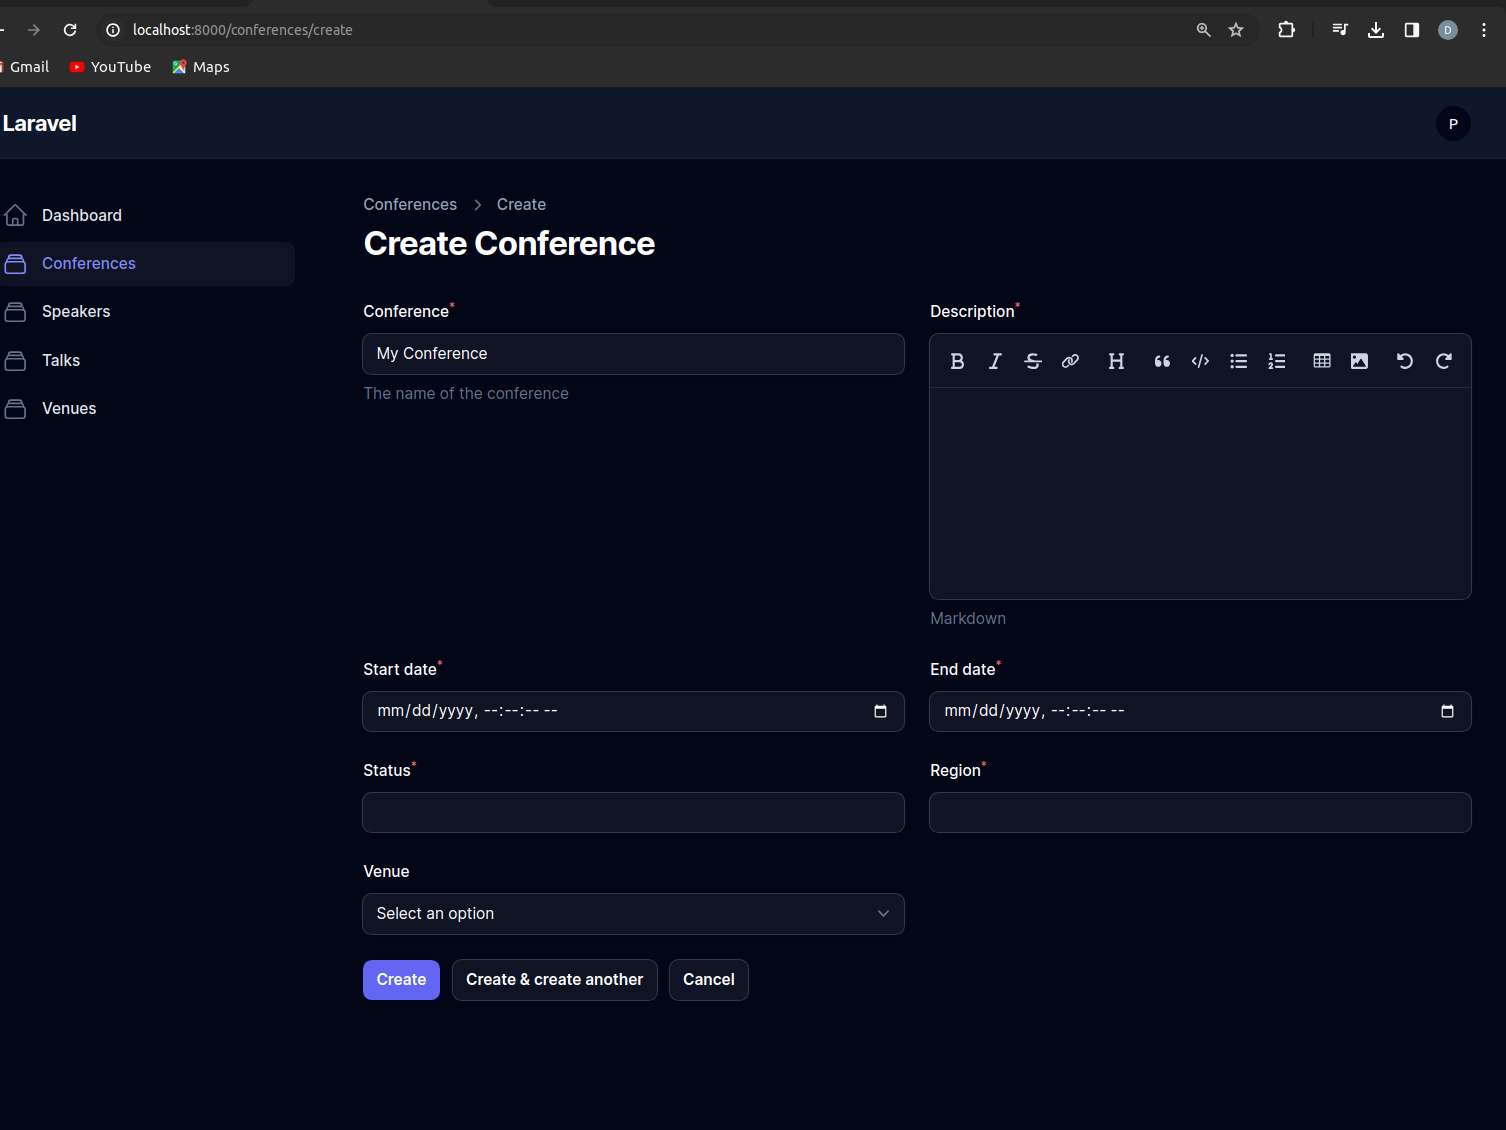 localhost:8000/conferences/create
D
Gmail YouTube Maps
Laravel
P
Dashboard
Conferences
Speakers
Talks
Venues
Conferences > Create
Create Conference
Conference*
My Conference
The name of the conference
Description*
Markdown
Start date*
mm/dd/yyyy, --:--:-- --
End date*
mm/dd/yyyy, --:--:-- --
Status*
Region*
Venue
Select an option
Create
Create & create another
Cancel